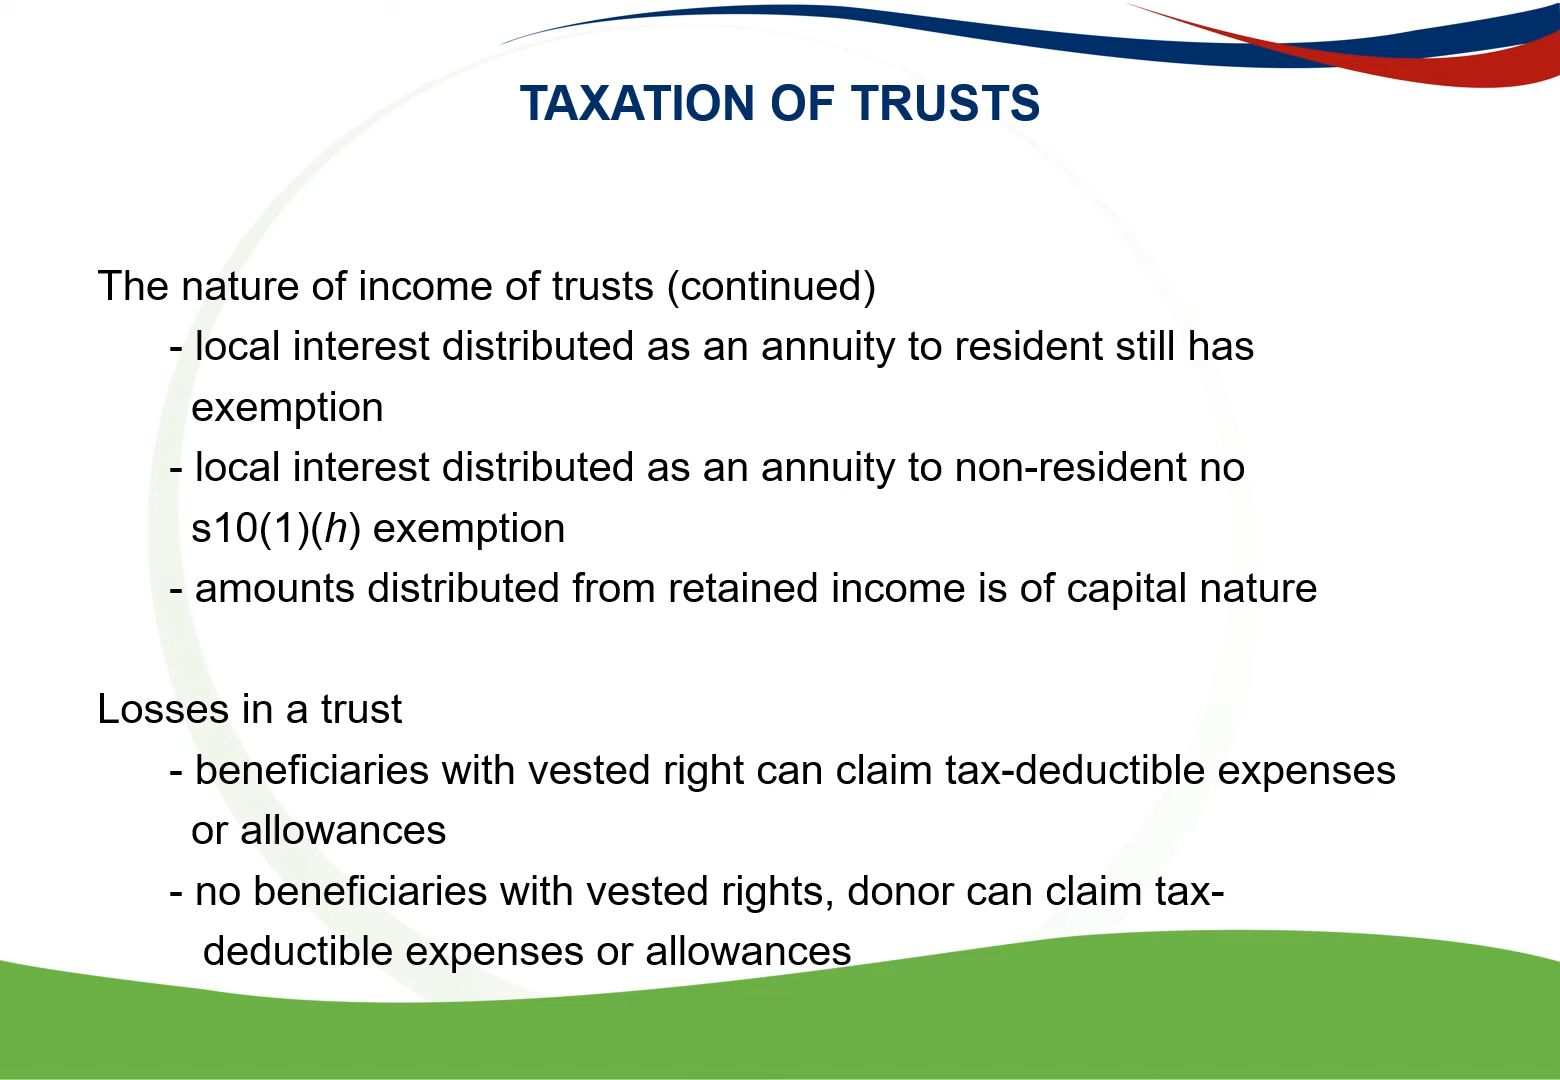 TAXATION OF TRUSTS
The nature of income of trusts (continued)
- local interest distributed as an annuity to resident still has
exemption
- local interest distributed as an annuity to non-resident no
s10(1)(h) exemption
- amounts distributed from retained income is of capital nature
Losses in a trust
- beneficiaries with vested right can claim tax-deductible expenses
or allowances
- no beneficiaries with vested rights, donor can claim tax-
deductible expenses or allowances